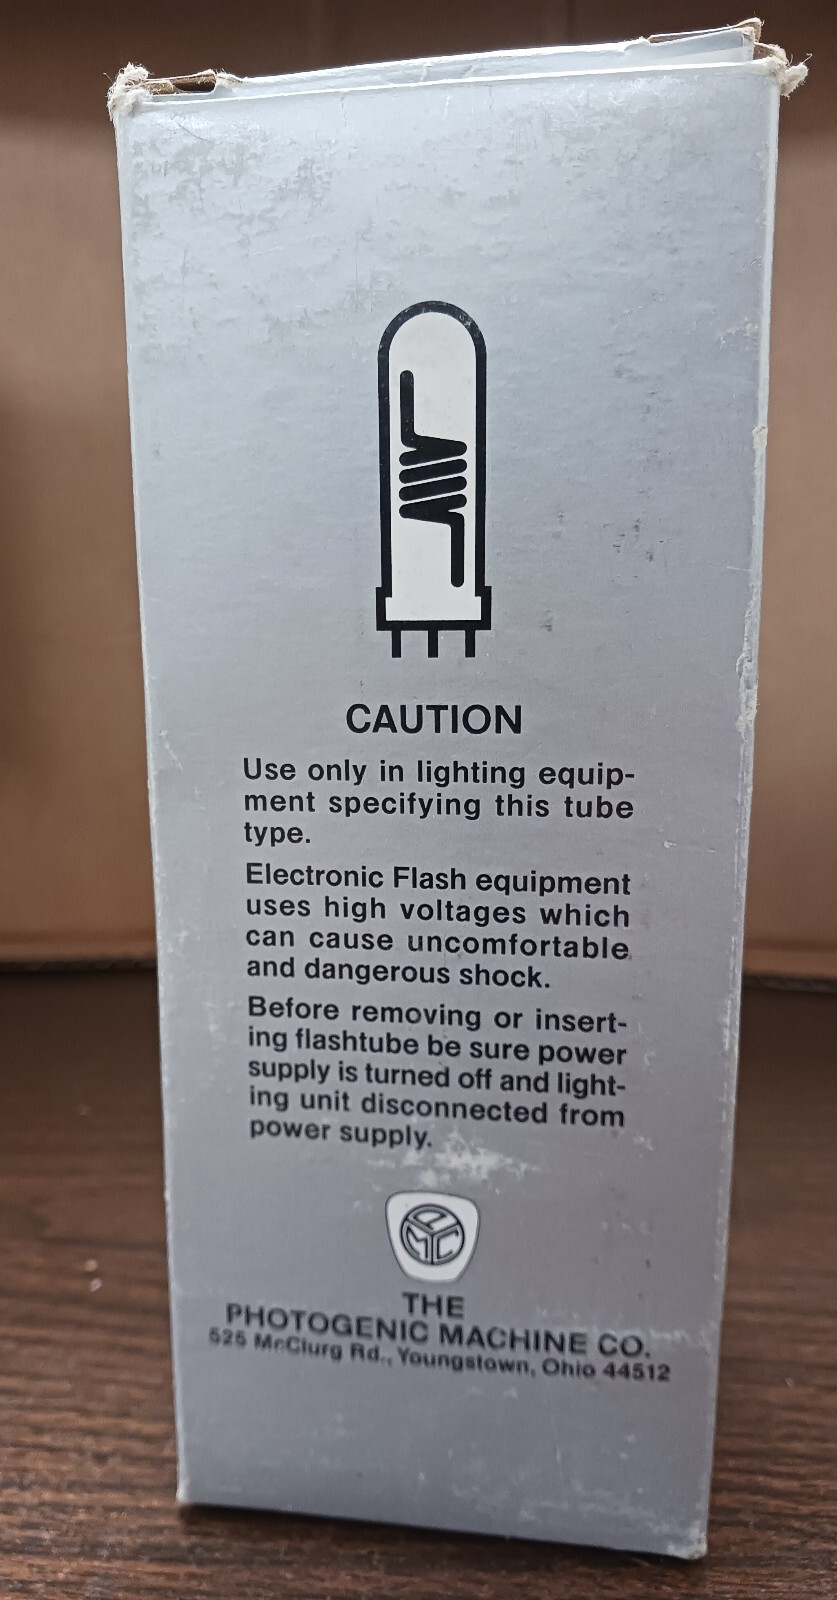 CAUTION
Use only in lighting equip-
ment specifying this tube
type.
Electronic Flash equipment
uses high voltages which
can cause uncomfortable
and dangerous shock.
Before removing or insert-
ing flashtube be sure power
supply is turned off and light-
ing unit disconnected from
power supply.
PMC
THE
PHOTOGENIC MACHINE CO.
525 McClurg Rd., Youngstown, Ohio 44512